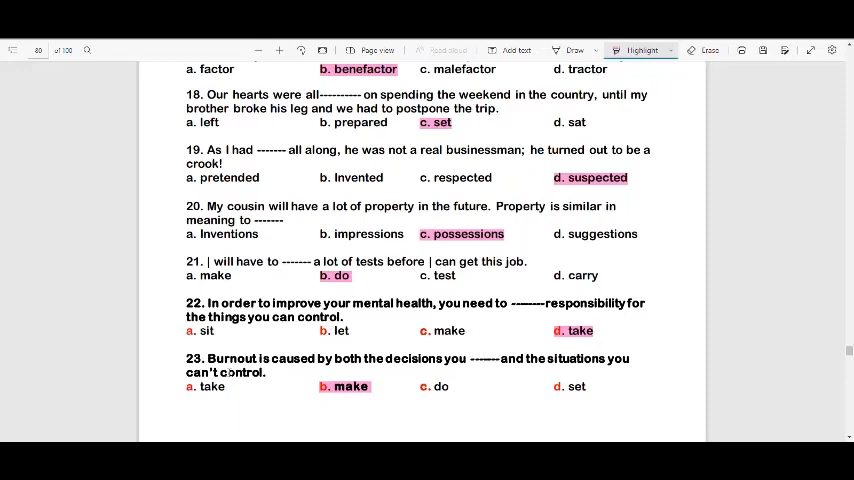 80 of 100
Page view
Read aloud
Add text
Draw
Highlight
Erase
a. factor b. benefactor c. malefactor d. tractor
18. Our hearts were all---------- on spending the weekend in the country, until my
brother broke his leg and we had to postpone the trip.
a. left b. prepared c. set d. sat
19. As I had ------- all along, he was not a real businessman; he turned out to be a
crook!
a. pretended b. Invented c. respected d. suspected
20. My cousin will have a lot of property in the future. Property is similar in
meaning to -------
a. Inventions b. impressions c. possessions d. suggestions
21. | will have to ------- a lot of tests before | can get this job.
a. make b. do c. test d. carry
22. In order to improve your mental health, you need to --------responsibility for
the things you can control.
a. sit b. let c. make d. take
23. Burnout is caused by both the decisions you -------and the situations you
can't control.
a. take b. make c. do d. set